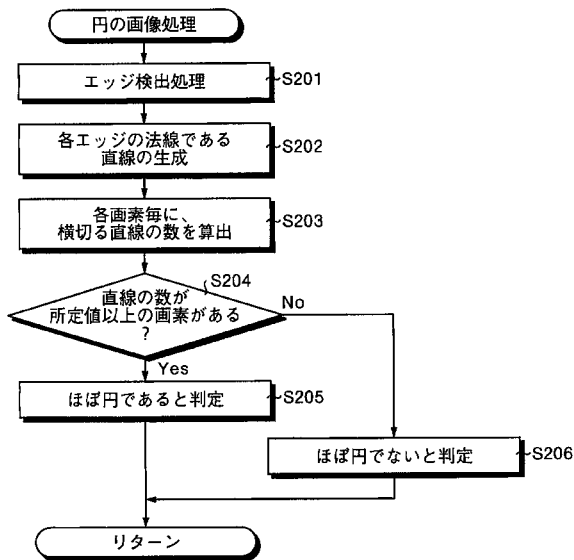 円の画像処理
エッジ検出処理
S201
各エッジの法線である
直線の生成
S202
各画素毎に、
横切る直線の数を算出
S203
S204
直線の数が
所定値以上の画素がある
?
No
Yes
ほぼ円であると判定
S205
ほぼ円でないと判定
S206
リターン